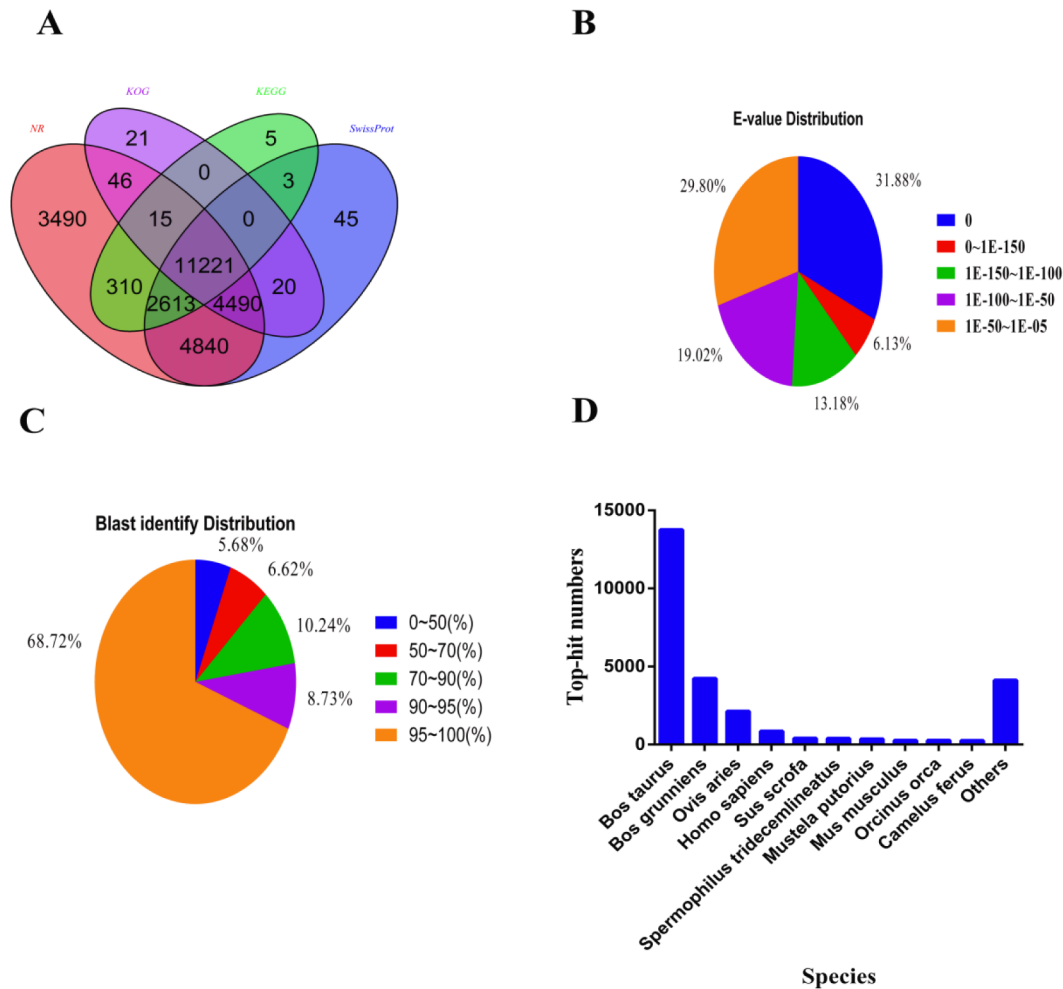 A
KOG
KEGG
NR
SwissProt
21
5
46
0
3
3490
15
0
45
11221
310
2613
4490
20
4840
B
E-value Distribution
29.80%
31.88%
0
0~1E-150
1E-150~1E-100
1E-100~1E-50
1E-50~1E-05
19.02%
6.13%
13.18%
C
Blast identify Distribution
5.68%
6.62%
10.24%
68.72%
8.73%
0~50(%)
50~70(%)
70~90(%)
90~95(%)
95~100(%)
D
Top-hit numbers
15000
10000
5000
0
Bos taurus
Bos grunniens
Ovis aries
Homo sapiens
Sus scrofa
Spermophilus tridecemlineatus
Mustela putorius
Mus musculus
Orcinus orca
Camelus ferus
Others
Species